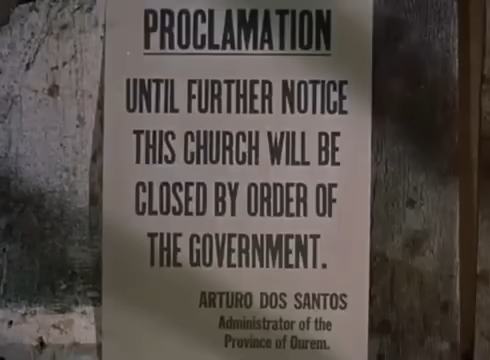 PROCLAMATION
UNTIL FURTHER NOTICE
THIS CHURCH WILL BE
CLOSED BY ORDER OF
THE GOVERNMENT.
ARTURO DOS SANTOS
Administrator of the
Province of Ourem.